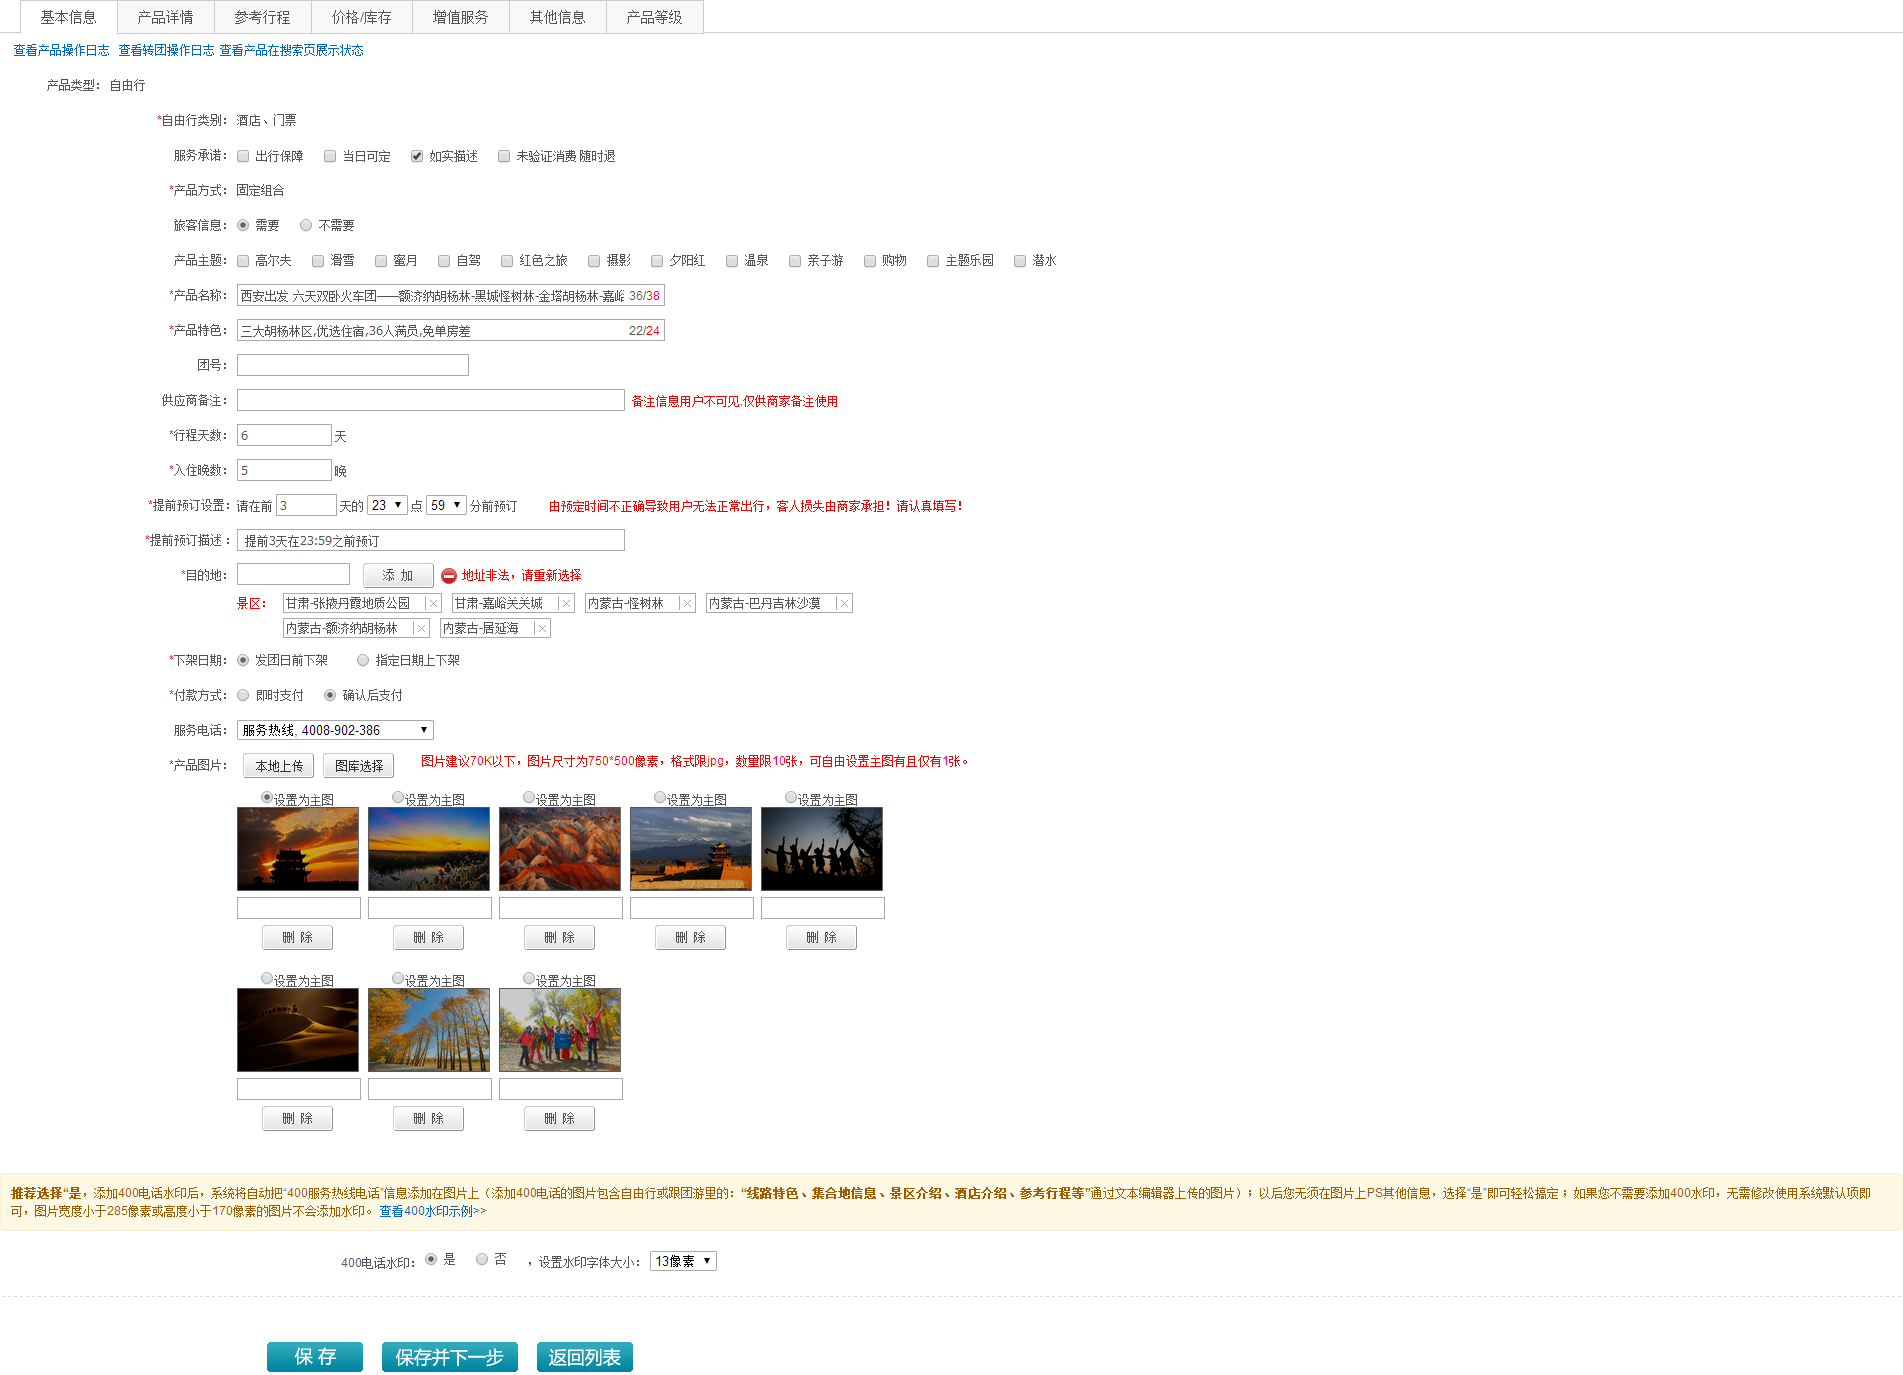 基本信息 产品详情 参考行程 价格/库存 增值服务 其他信息 产品等级
查看产品操作日志 查看转团操作日志 查看产品在搜索页展示状态
产品类型： 自由行
*自由行类别： 酒店、门票
服务承诺： 出行保障 当日可定 如实描述 未验证消费 随时退
*产品方式： 固定组合
旅客信息： 需要 不需要
产品主题： 高尔夫 滑雪 蜜月 自驾 红色之旅 摄影 夕阳红 温泉 亲子游 购物 主题乐园 潜水
*产品名称： 西安出发 六天双卧火车团——额济纳胡杨林-黑城怪树林-金塔胡杨林-嘉峪 36/38
*产品特色： 三大胡杨林区,优选住宿,36人满员,免单房差 22/24
团号：
供应商备注： 备注信息用户不可见,仅供商家备注使用
*行程天数： 6 天
*入住晚数： 5 晚
*提前预订设置： 请在前 3 天的 23 点 59 分前预订 由预定时间不正确导致用户无法正常出行，客人损失由商家承担！请认真填写！
*提前预订描述： 提前3天在23:59之前预订
*目的地： 添 加 地址非法，请重新选择
景区： 甘肃-张掖丹霞地质公园 甘肃-嘉峪关关城 内蒙古-怪树林 内蒙古-巴丹吉林沙漠
内蒙古-额济纳胡杨林 内蒙古-居延海
*下架日期： 发团日前下架 指定日期上下架
*付款方式： 即时支付 确认后支付
服务电话： 服务热线, 4008-902-386
*产品图片： 本地上传 图库选择 图片建议70K以下，图片尺寸为750*500像素，格式限jpg，数量限10张，可自由设置主图有且仅有1张。
设置为主图 设置为主图 设置为主图 设置为主图 设置为主图
删 除 删 除 删 除 删 除 删 除
设置为主图 设置为主图 设置为主图
删 除 删 除 删 除
推荐选择“是，添加400电话水印后，系统将自动把“400服务热线电话”信息添加在图片上（添加400电话的图片包含自由行或跟团游里的：“线路特色、集合地信息、景区介绍、酒店介绍、参考行程等”通过文本编辑器上传的图片）；以后您无须在图片上PS其他信息，选择“是”即可轻松搞定；如果您不需要添加400水印，无需修改使用系统默认项即
可，图片宽度小于285像素或高度小于170像素的图片不会添加水印。 查看400水印示例>>
400电话水印： 是 否 ，设置水印字体大小： 13像素
保 存 保存并下一步 返回列表